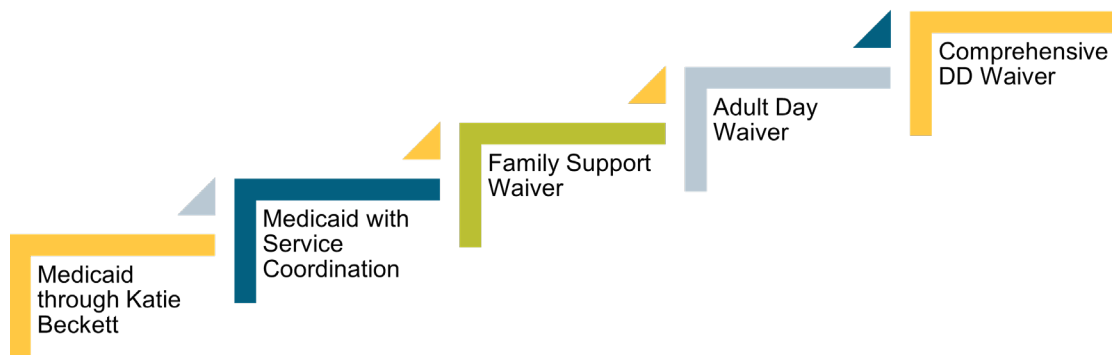 Medicaid
through Katie
Beckett
Medicaid with
Service
Coordination
Family Support
Waiver
Adult Day
Waiver
Comprehensive
DD Waiver